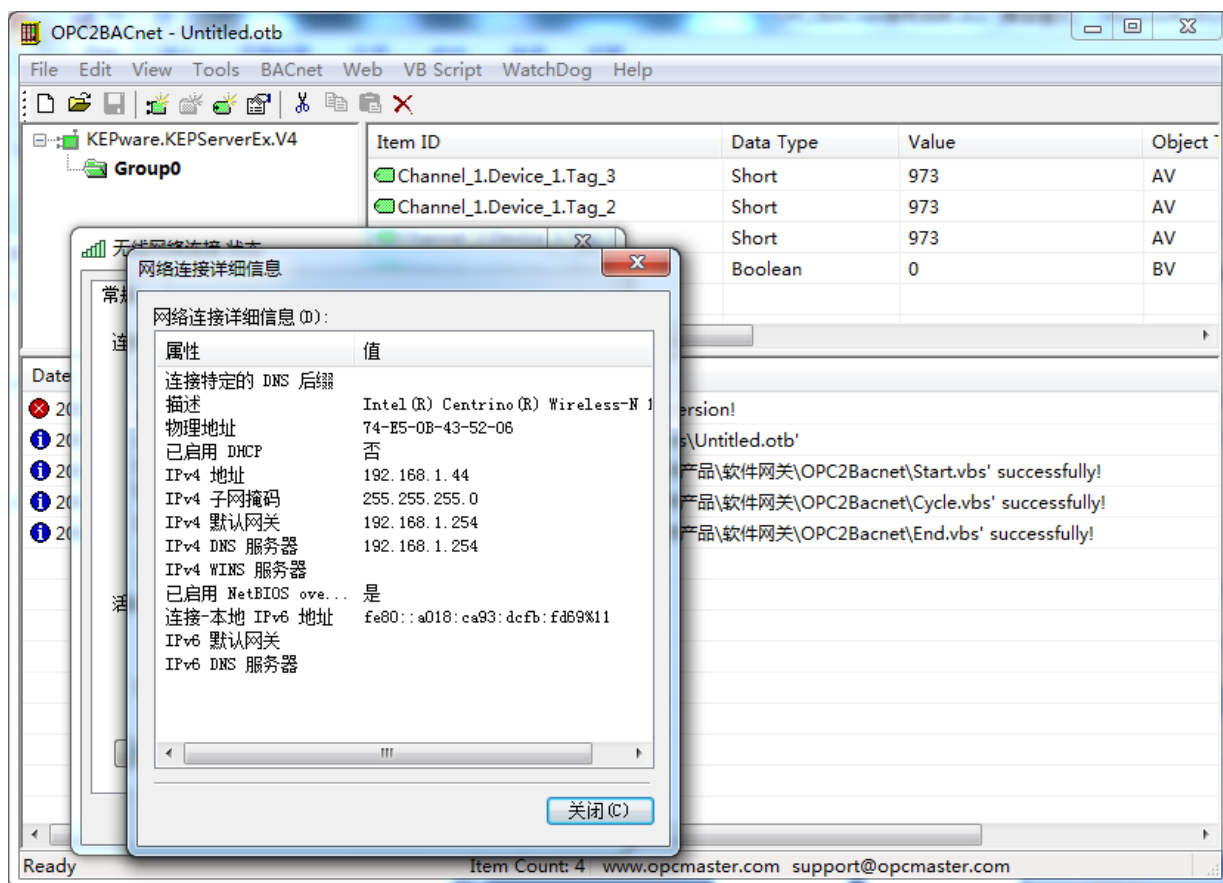 OPC2BACnet - Untitled.otb
File Edit View Tools BACnet Web VB Script WatchDog Help
KEPware.KEPServerEx.V4
Group0
Item ID Data Type Value Object
Channel_1.Device_1.Tag_3 Short 973 AV
Channel_1.Device_1.Tag_2 Short 973 AV
Short 973 AV
Boolean 0 BV
无线网络连接 状态
网络连接详细信息
网络连接详细信息(D):
属性 值
连接特定的 DNS 后缀
描述 Intel(R) Centrino(R) Wireless-N 1
物理地址 74-E5-0B-43-52-06
已启用 DHCP 否
IPv4 地址 192.168.1.44
IPv4 子网掩码 255.255.255.0
IPv4 默认网关 192.168.1.254
IPv4 DNS 服务器 192.168.1.254
IPv4 WINS 服务器
已启用 NetBIOS ove... 是
连接-本地 IPv6 地址 fe80::a018:ca93:dcfb:fd69%11
IPv6 默认网关
IPv6 DNS 服务器
关闭(C)
Date
ersion!
s\Untitled.otb'
产品\软件网关\OPC2Bacnet\Start.vbs' successfully!
产品\软件网关\OPC2Bacnet\Cycle.vbs' successfully!
产品\软件网关\OPC2Bacnet\End.vbs' successfully!
Ready Item Count: 4 www.opcmaster.com support@opcmaster.com